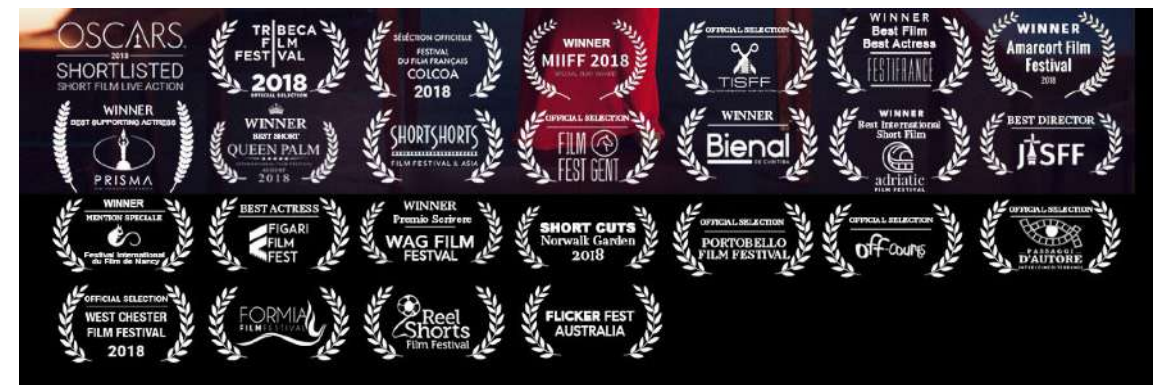 OSCARS
2018
SHORTLISTED
SHORT FILM LIVE ACTION
TRIBECA
FILM
FESTIVAL
2018
OFFICIAL SELECTION
SÉLÉCTION OFFICIELLE
FESTIVAL
DU FILM FRANÇAIS
COLCOA
2018
WINNER
MIIFF 2018
OFFICIAL SELECTION
TISFF
WINNER
Best Film
Best Actress
FESTIFRANCE
WINNER
Amarcort Film
Festival
2018
WINNER
BEST SUPPORTING ACTRESS
PRISMA
WINNER
BEST SHORT
QUEEN PALM
AUGUST
2018
SHORTSHORTS
FILM FESTIVAL & ASIA
OFFICIAL SELECTION
FILM
FEST GENT
WINNER
Bienal
DE CURITIBA
WINNER
Best International
Short Film
adriatic
FILM FESTIVAL
BEST DIRECTOR
JISFF
WINNER
MENTION SPECIALE
Festival International
du Film de Nancy
BEST ACTRESS
FIGARI
FILM
FEST
WINNER
Premio Scrivere
WAG FILM
FESTVAL
SHORT CUTS
Norwalk Garden
2018
OFFICIAL SELECTION
PORTOBELLO
FILM FESTIVAL
OFFICIAL SELECTION
Off-Courts
OFFICIAL SELECTION
PASSAGGI
D'AUTORE
OFFICIAL SELECTION
WEST CHESTER
FILM FESTIVAL
2018
FORMIA
FILMFESTIVAL
Reel
Shorts
Film Festival
FLICKER FEST
AUSTRALIA